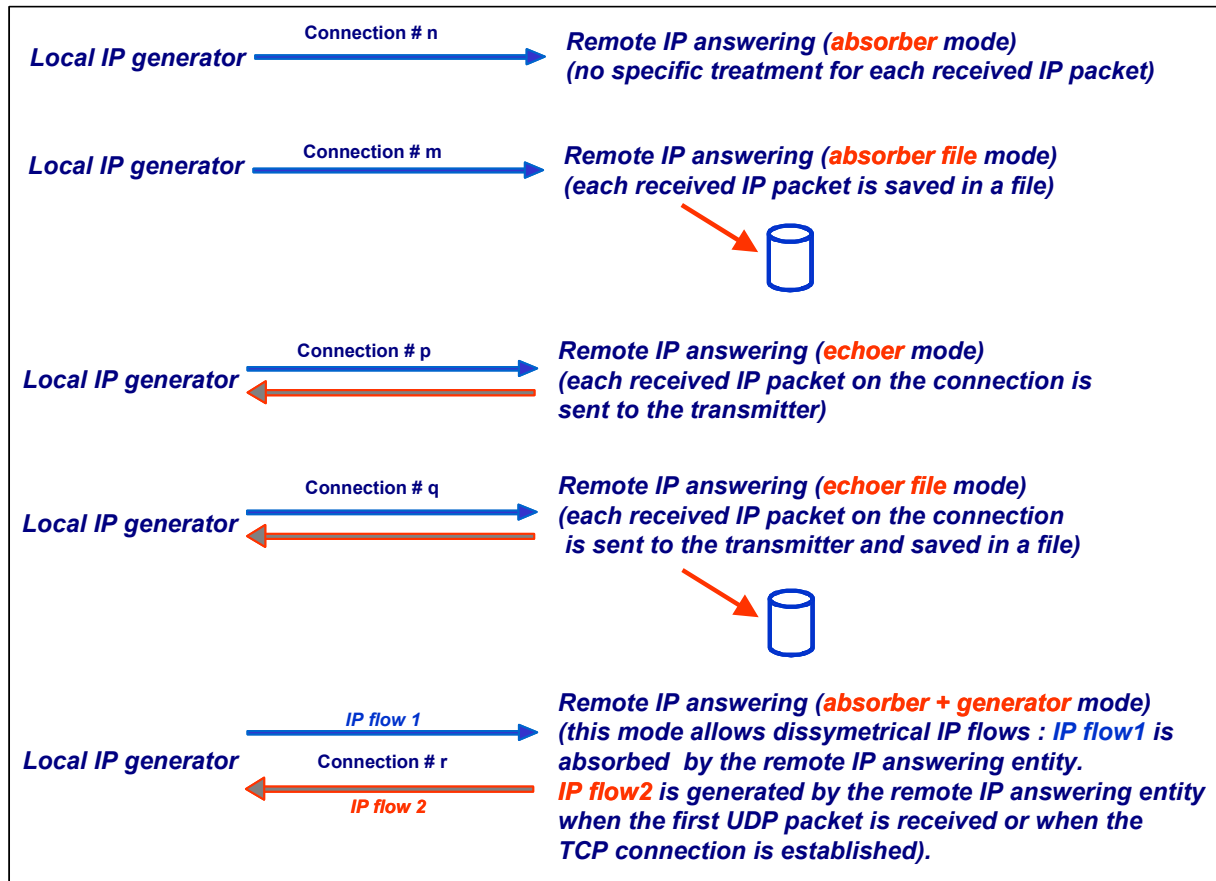 Connection # n
Local IP generator
Remote IP answering (absorber mode)
(no specific treatment for each received IP packet)
Connection # m
Local IP generator
Remote IP answering (absorber file mode)
(each received IP packet is saved in a file)
Connection # p
Local IP generator
Remote IP answering (echoer mode)
(each received IP packet on the connection is
sent to the transmitter)
Connection # q
Local IP generator
Remote IP answering (echoer file mode)
(each received IP packet on the connection
is sent to the transmitter and saved in a file)
IP flow 1
Local IP generator
Connection # r
IP flow 2
Remote IP answering (absorber + generator mode)
(this mode allows dissymetrical IP flows : IP flow1 is
absorbed by the remote IP answering entity.
IP flow2 is generated by the remote IP answering entity
when the first UDP packet is received or when the
TCP connection is established).